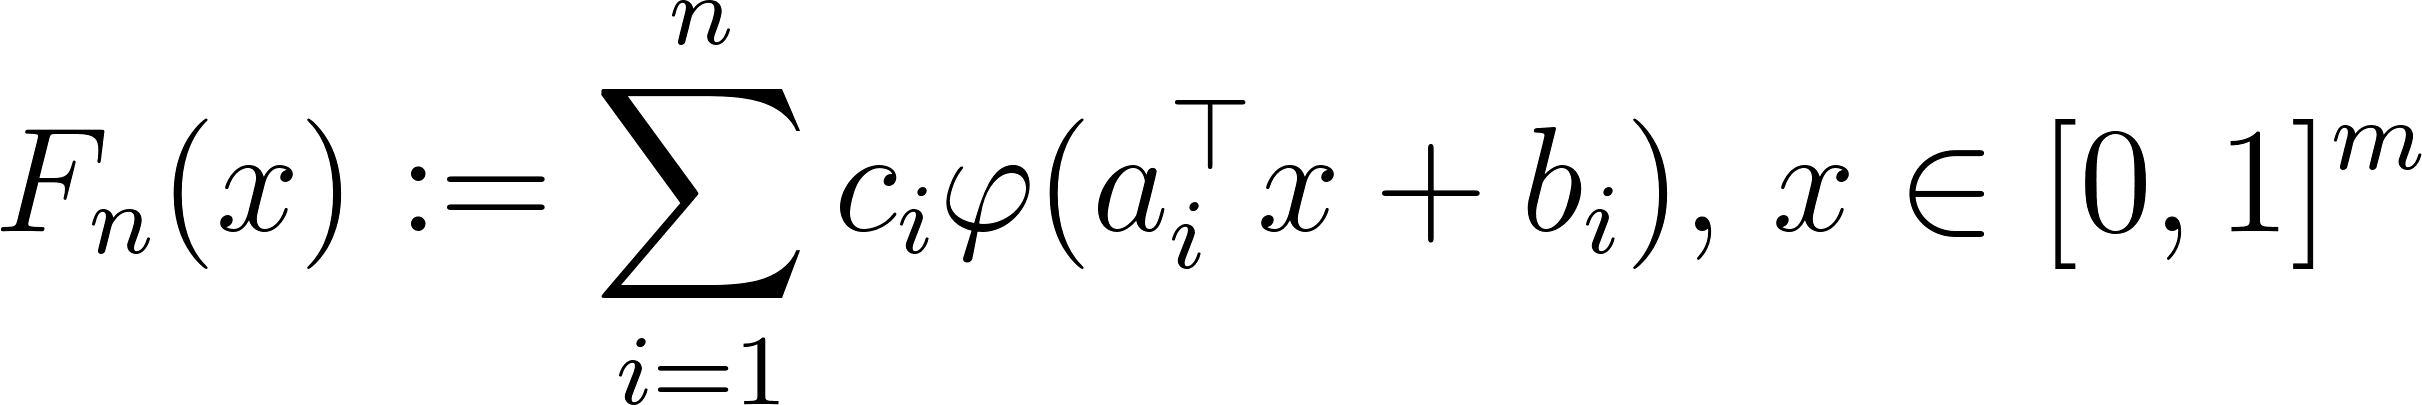 F_n(x) := \sum_{i=1}^{n} c_i \varphi(a_i^\top x + b_i), x \in [0, 1]^m